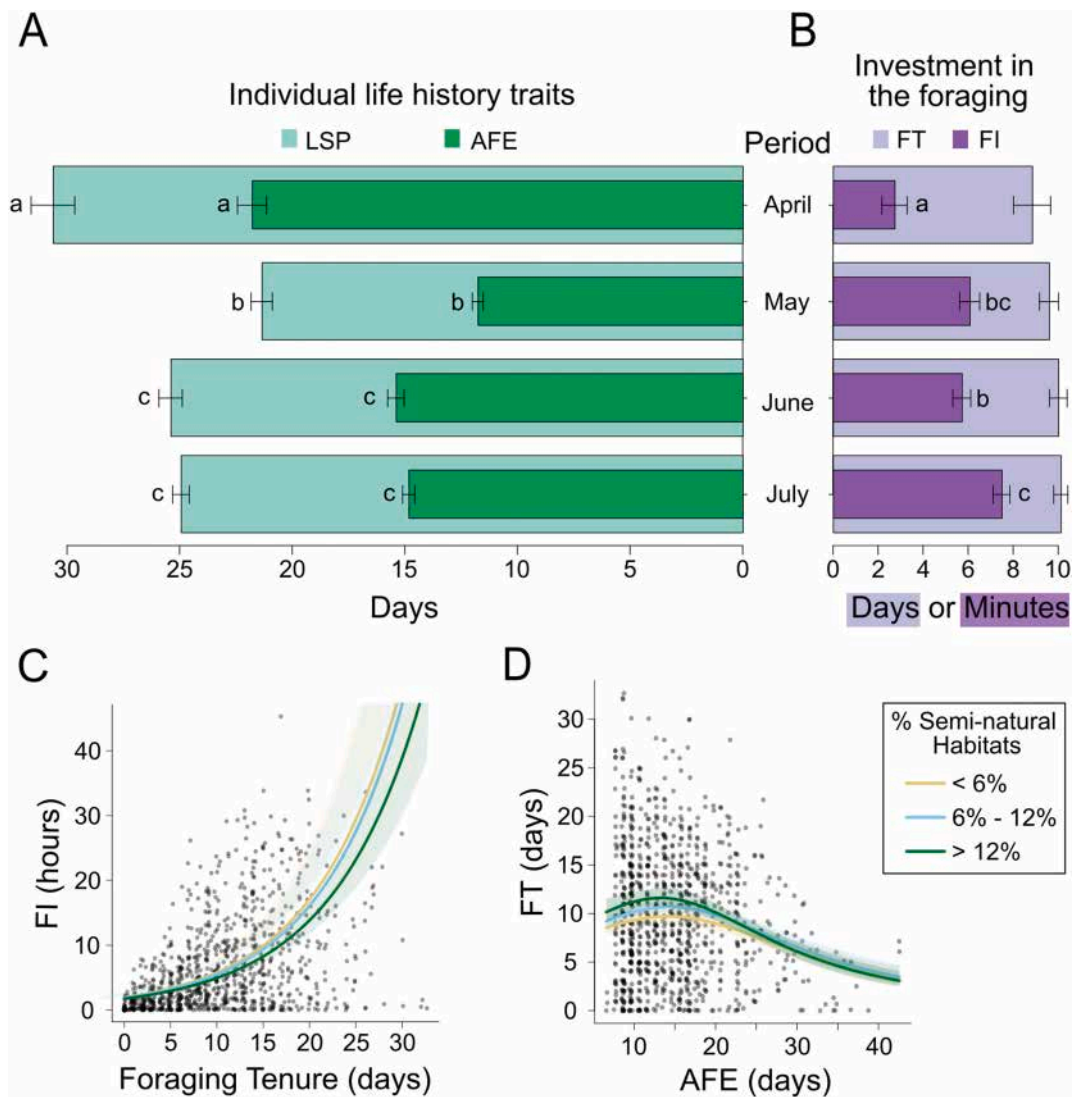 A
B
Individual life history traits
Investment in
the foraging
LSP AFE
Period
FT FI
a a April a
b b May bc
c c June b
c c July c
30 25 20 15 10 5 0
0 2 4 6 8 10
Days
Days or Minutes
C
D
FI (hours)
40
30
20
10
0
0 5 10 15 20 25 30
Foraging Tenure (days)
FT (days)
30
25
20
15
10
5
0
10 20 30 40
AFE (days)
% Semi-natural
Habitats
< 6%
6% - 12%
> 12%